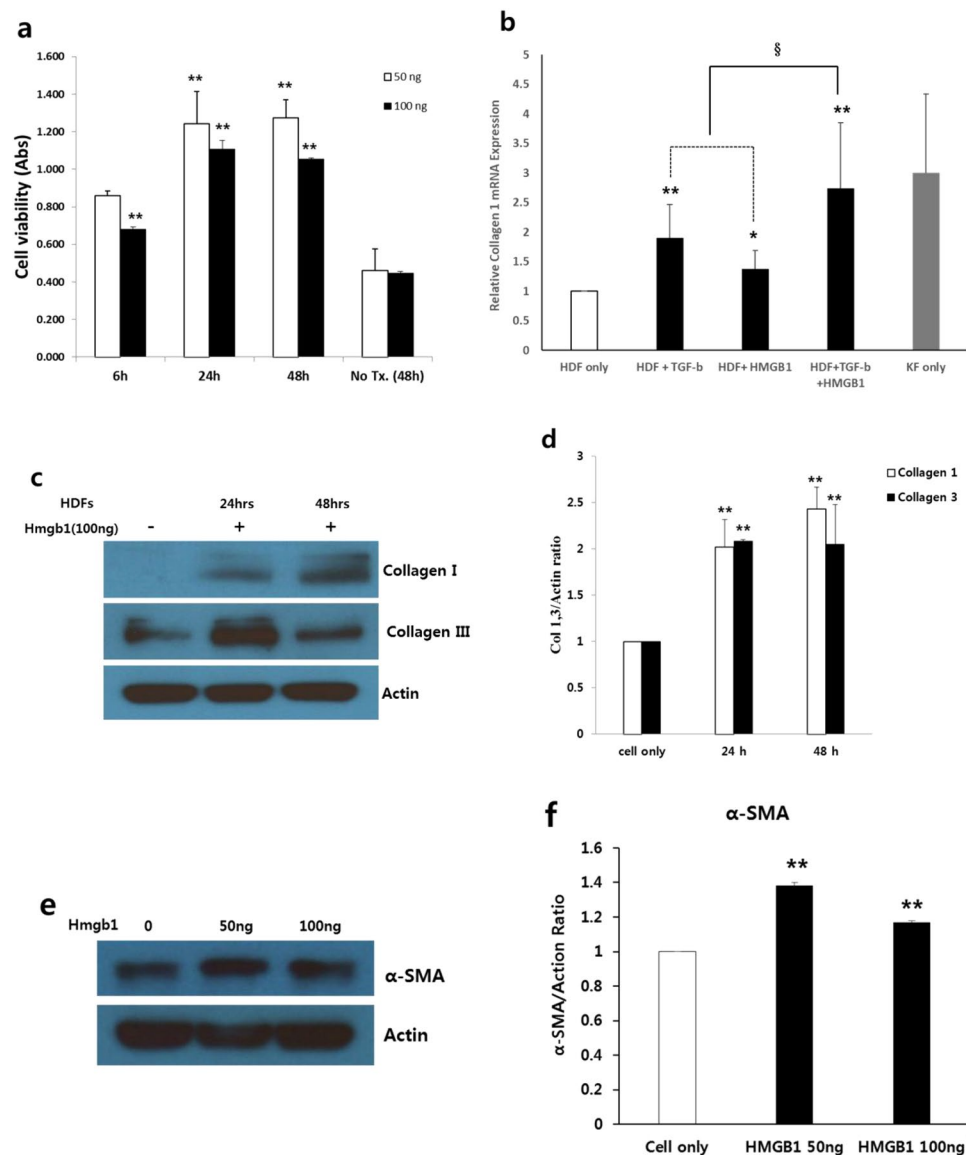 a
Cell viability (Abs)
1.600
1.400
1.200
1.000
0.800
0.600
0.400
0.200
0.000
50 ng
100 ng
**
**
**
**
**
6h
24h
48h
No Tx. (48h)
b
Relative Collagen 1 mRNA Expression
5
4.5
4
3.5
3
2.5
2
1.5
1
0.5
0
§
**
*
**
HDF only
HDF + TGF-b
HDF+ HMGB1
HDF+TGF-b
+HMGB1
KF only
c
HDFs 24hrs 48hrs
Hmgb1(100ng) - + +
Collagen I
Collagen III
Actin
d
Col 1,3/Actin ratio
3
2.5
2
1.5
1
0.5
0
Collagen 1
Collagen 3
**
**
**
**
cell only
24 h
48 h
e
Hmgb1 0 50ng 100ng
α-SMA
Actin
f
α-SMA
α-SMA/Action Ratio
1.6
1.4
1.2
1
0.8
0.6
0.4
0.2
0
**
**
Cell only
HMGB1 50ng
HMGB1 100ng